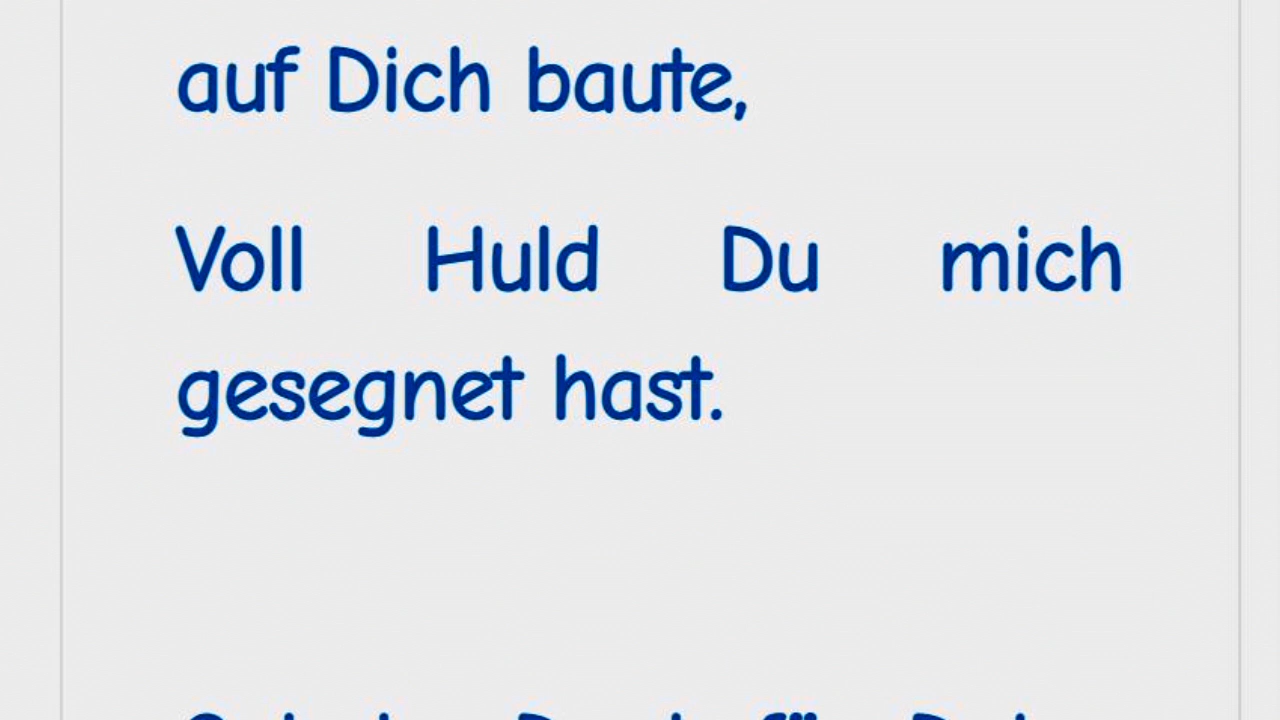 auf Dich baute,
Voll Huld Du mich
gesegnet hast.